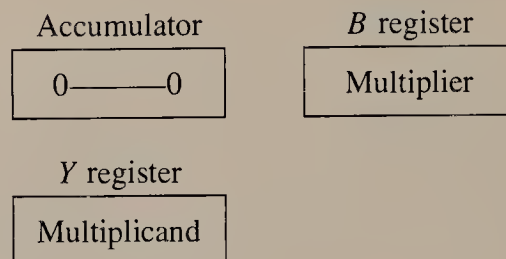 Accumulator
0———0
B register
Multiplier
Y register
Multiplicand